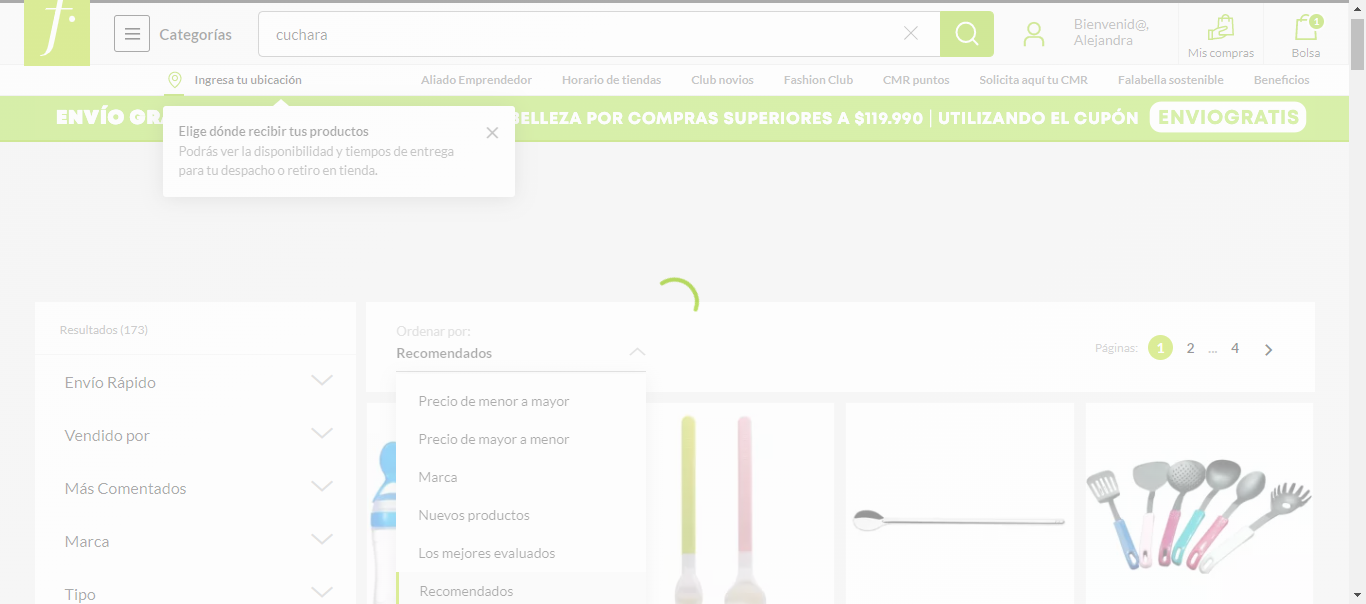 f.
Categorías
cuchara
Bienvenid@,
Alejandra
Mis compras
1
Bolsa
Ingresa tu ubicación
Aliado Emprendedor
Horario de tiendas
Club novios
Fashion Club
CMR puntos
Solicita aquí tu CMR
Falabella sostenible
Beneficios
ENVÍO GRA
BELLEZA POR COMPRAS SUPERIORES A $119.990 | UTILIZANDO EL CUPÓN ENVIOGRATIS
Elige dónde recibir tus productos
Podrás ver la disponibilidad y tiempos de entrega
para tu despacho o retiro en tienda.
Resultados (173)
Envío Rápido
Vendido por
Más Comentados
Marca
Tipo
Ordenar por:
Recomendados
Páginas: 1 2 ... 4
Precio de menor a mayor
Precio de mayor a menor
Marca
Nuevos productos
Los mejores evaluados
Recomendados